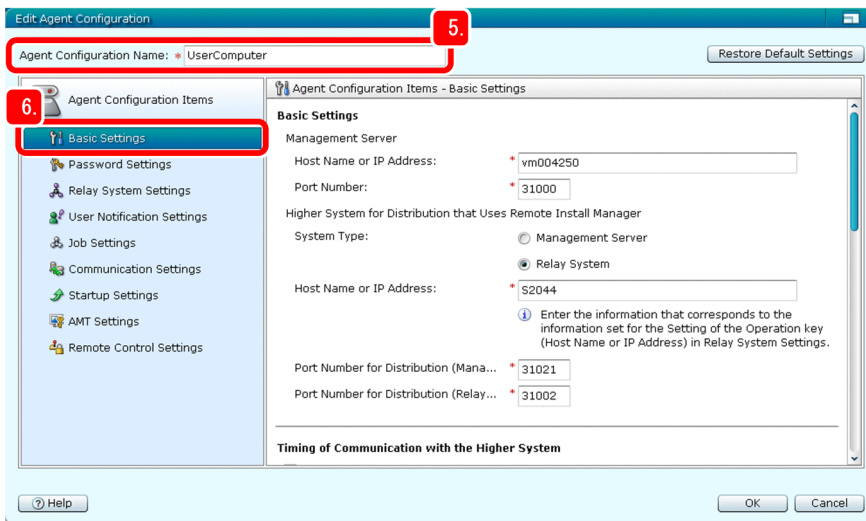 Edit Agent Configuration
5.
Agent Configuration Name: * UserComputer
Restore Default Settings
6.
Agent Configuration Items
Basic Settings
Password Settings
Relay System Settings
User Notification Settings
Job Settings
Communication Settings
Startup Settings
AMT Settings
Remote Control Settings
Agent Configuration Items - Basic Settings
Basic Settings
Management Server
Host Name or IP Address: * vm004250
Port Number: * 31000
Higher System for Distribution that Uses Remote Install Manager
System Type: Management Server
Relay System
Host Name or IP Address: * S2044
Enter the information that corresponds to the
information set for the Setting of the Operation key
(Host Name or IP Address) in Relay System Settings.
Port Number for Distribution (Mana... * 31021
Port Number for Distribution (Relay... * 31002
Timing of Communication with the Higher System
Help
OK
Cancel